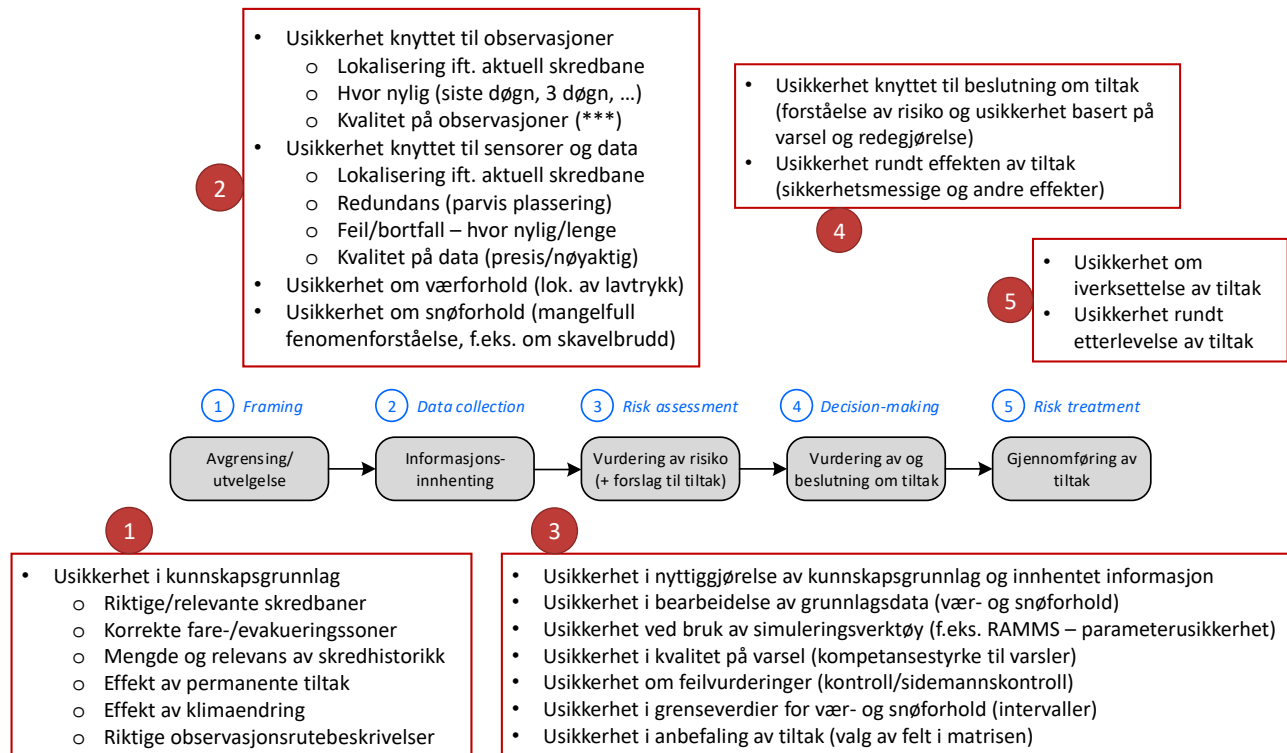 • Usikkerhet knyttet til observasjoner
o Lokalisering ift. aktuell skredbane
o Hvor nylig (siste døgn, 3 døgn, …)
o Kvalitet på observasjoner (***)
• Usikkerhet knyttet til sensorer og data
o Lokalisering ift. aktuell skredbane
o Redundans (parvis plassering)
o Feil/bortfall – hvor nylig/lenge
o Kvalitet på data (presis/nøyaktig)
• Usikkerhet om værforhold (lok. av lavtrykk)
• Usikkerhet om snøforhold (mangelfull
fenomenforståelse, f.eks. om skavelbrudd)
2
• Usikkerhet knyttet til beslutning om tiltak
(forståelse av risiko og usikkerhet basert på
varsel og redegjørelse)
• Usikkerhet rundt effekten av tiltak
(sikkerhetsmessige og andre effekter)
4
• Usikkerhet om
iverksettelse av tiltak
• Usikkerhet rundt
etterlevelse av tiltak
5
1 Framing
2 Data collection
3 Risk assessment
4 Decision-making
5 Risk treatment
Avgrensing/
utvelgelse
Informasjons-
innhenting
Vurdering av risiko
(+ forslag til tiltak)
Vurdering av og
beslutning om tiltak
Gjennomføring av
tiltak
1
• Usikkerhet i kunnskapsgrunnlag
o Riktige/relevante skredbaner
o Korrekte fare-/evakueringssoner
o Mengde og relevans av skredhistorikk
o Effekt av permanente tiltak
o Effekt av klimaendring
o Riktige observasjonsrutebeskrivelser
3
• Usikkerhet i nyttiggjørelse av kunnskapsgrunnlag og innhentet informasjon
• Usikkerhet i bearbeidelse av grunnlagsdata (vær- og snøforhold)
• Usikkerhet ved bruk av simuleringsverktøy (f.eks. RAMMS – parameterusikkerhet)
• Usikkerhet i kvalitet på varsel (kompetansestyrke til varsler)
• Usikkerhet om feilvurderinger (kontroll/sidemannskontroll)
• Usikkerhet i grenseverdier for vær- og snøforhold (intervaller)
• Usikkerhet i anbefaling av tiltak (valg av felt i matrisen)